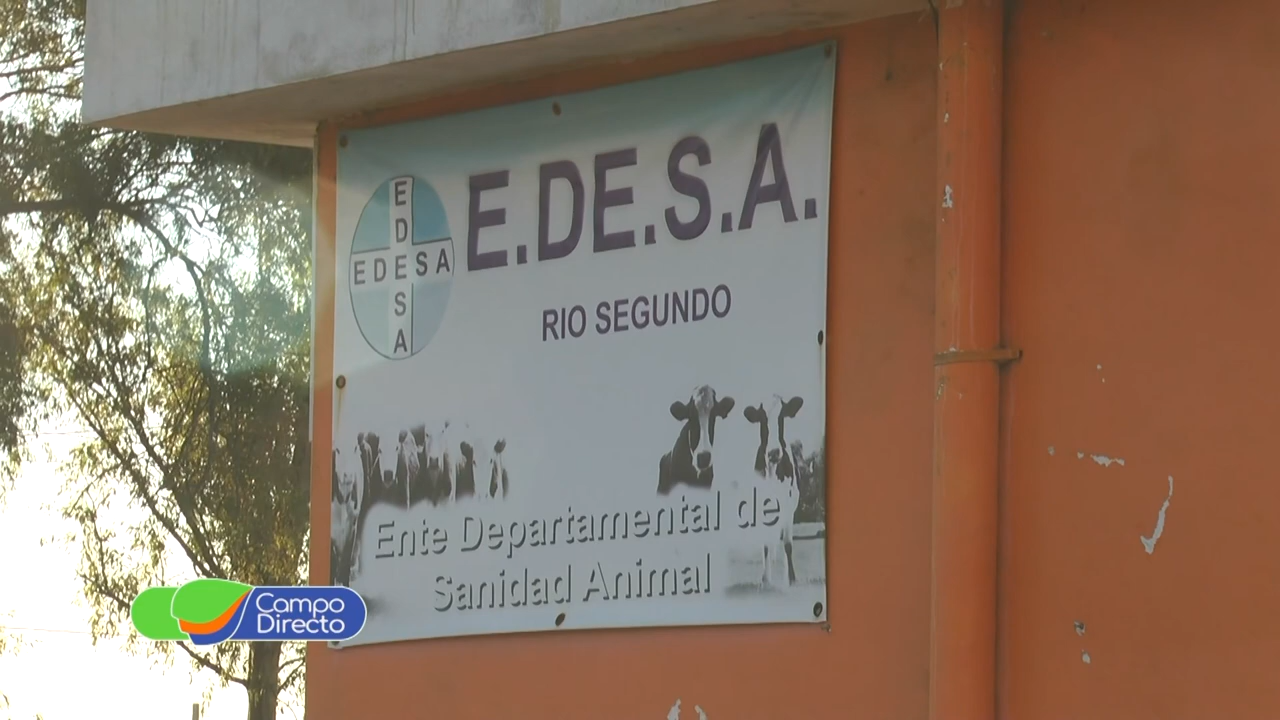 E.DE.S.A.
EDESA
EDESA
RIO SEGUNDO
Ente Departamental de
Sanidad Animal
Campo
Directo